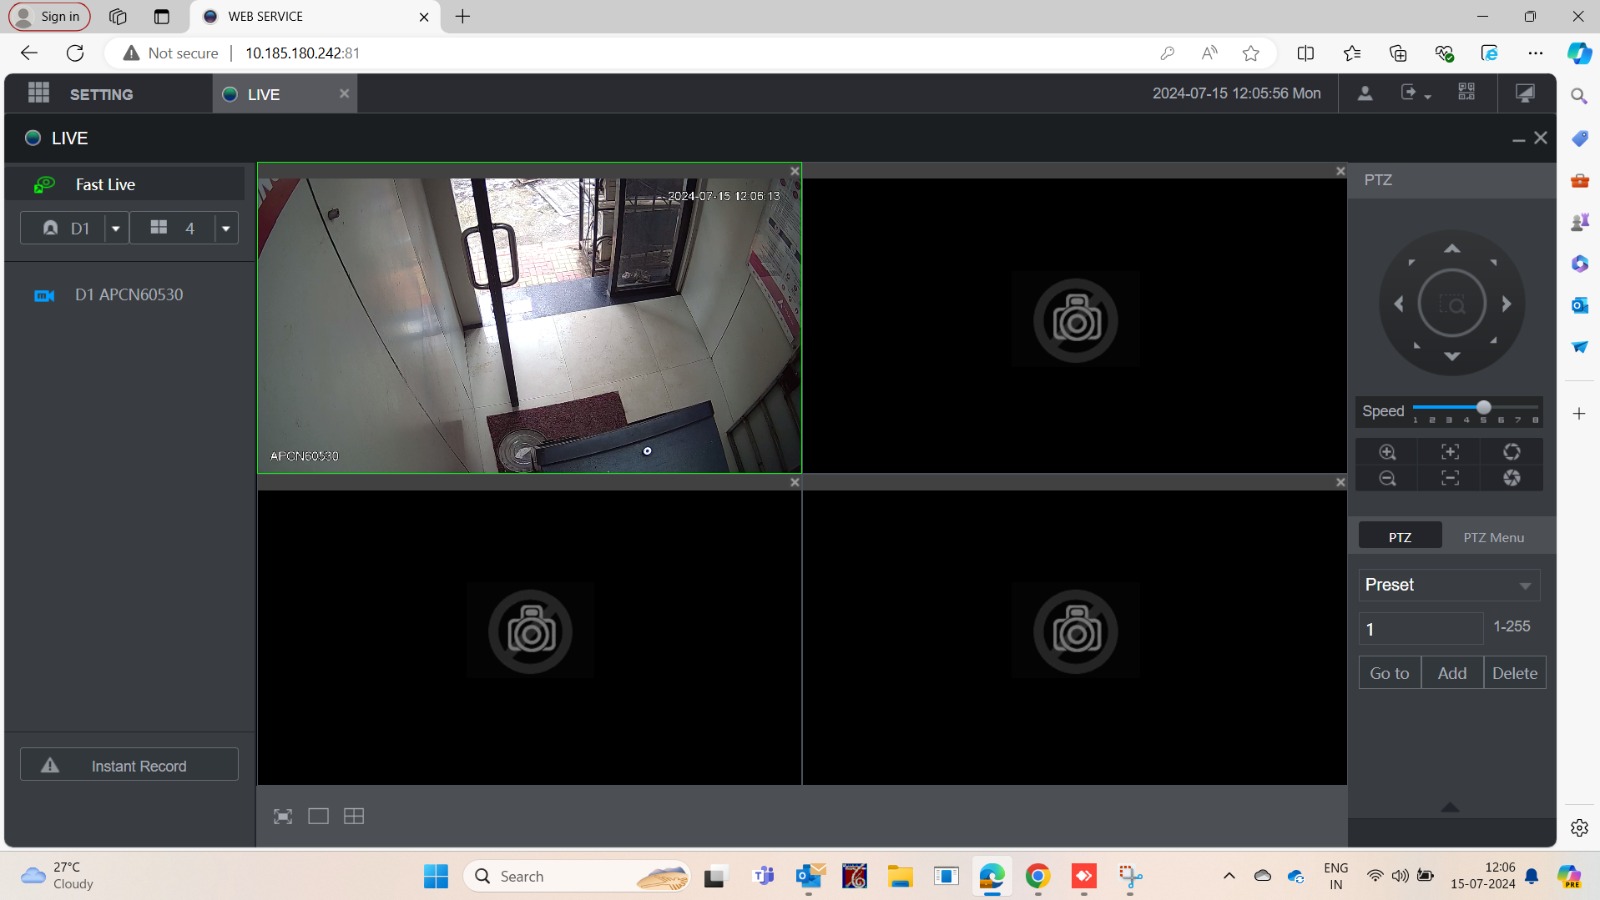 Sign in
WEB SERVICE
Not secure
10.185.180.242:81
SETTING
LIVE
2024-07-15 12:05:56 Mon
LIVE
Fast Live
D1
4
D1 APCN60530
Instant Record
2024-07-15 12:06:13
APCN60530
PTZ
Speed
1 2 3 4 5 6 7 8
PTZ
PTZ Menu
Preset
1
1-255
Go to
Add
Delete
27°C
Cloudy
Search
ENG
IN
12:06
15-07-2024
PRE